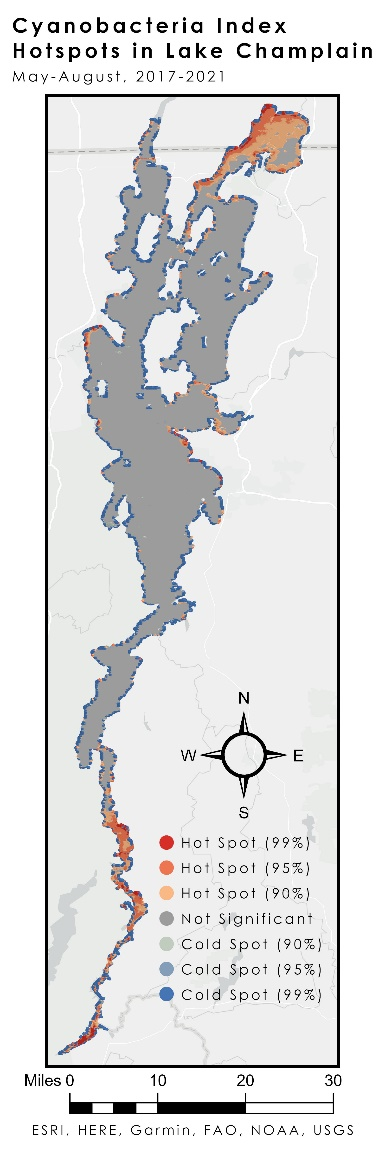 Cyanobacteria Index
Hotspots in Lake Champlain
May-August, 2017-2021
N
W E
S
Hot Spot (99%)
Hot Spot (95%)
Hot Spot (90%)
Not Significant
Cold Spot (90%)
Cold Spot (95%)
Cold Spot (99%)
Miles 0 10 20 30
ESRI, HERE, Garmin, FAO, NOAA, USGS